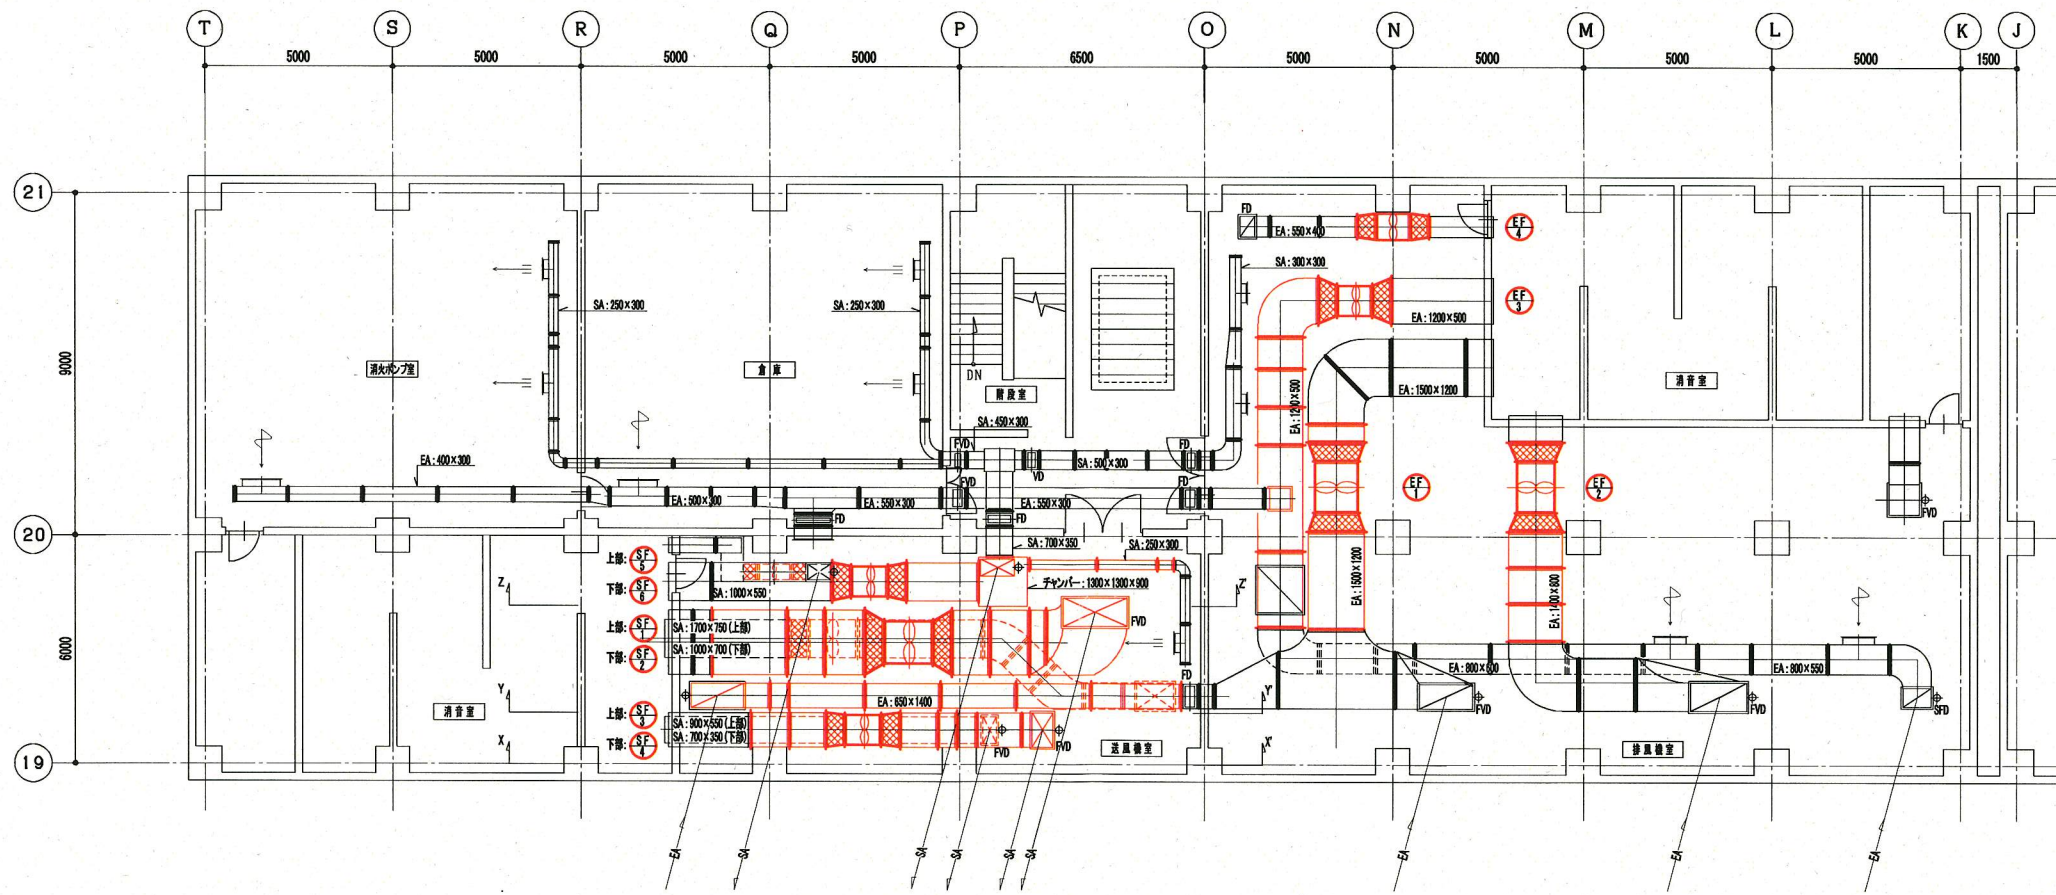 T
S
R
Q
P
O
N
M
L
K
J
5000
5000
5000
5000
6500
5000
5000
5000
5000
1500
21
20
19
9000
6000
FD
EA : 550×400
EF
4
SA : 300×300
SA : 250×300
SA : 250×300
EF
3
EA : 1200×500
消火ポンプ室
倉庫
DN
階段室
EA : 1200×500
EA : 1500×1200
消音室
SA : 450×300
EA : 400×300
FVD
VD
SA : 500×300
FD
EA : 500×300
EA : 550×300
FVD
EA : 550×300
FD
FD
FD
EF
1
EF
2
FVD
SA : 700×350
SA : 250×300
上部:
SF
5
下部:
SF
6
SA : 1000×550
チャンバー : 1300×1300×900
Z
Z'
EA : 1500×1200
EA : 1400×800
上部:
SF
1
SA : 1700×750 (上部)
FVD
下部:
SF
2
SA : 1000×700 (下部)
FD
EA : 800×500
EA : 800×550
Y
Y'
EA : 650×1400
消音室
上部:
SF
3
SA : 900×550 (上部)
下部:
SF
4
SA : 700×350 (下部)
FVD
FVD
FVD
FVD
SFD
X
X'
送風機室
排風機室
EA
SA
SA
SA
SA
SA
EA
EA
EA